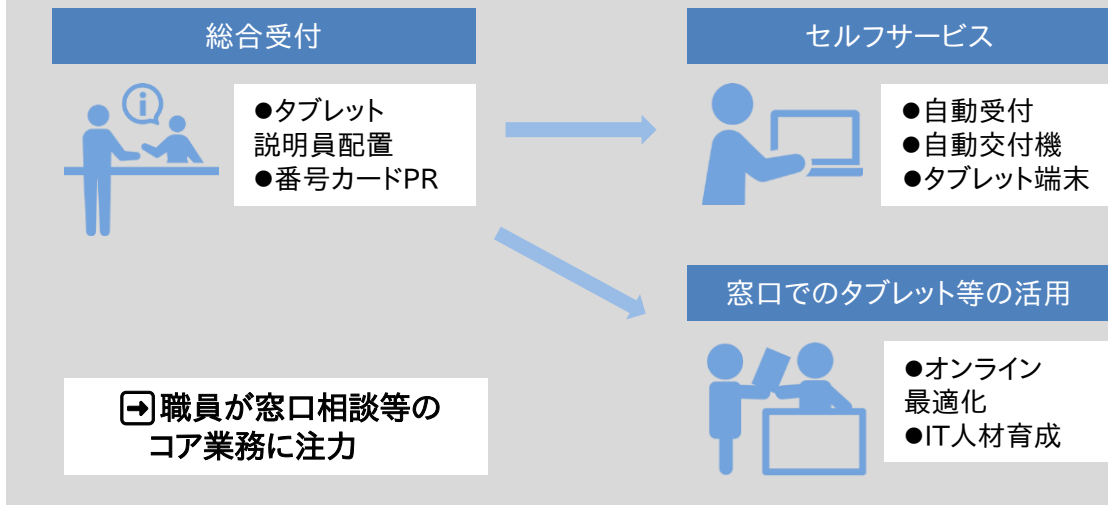 総合受付
●タブレット
説明員配置
●番号カードPR
セルフサービス
●自動受付
●自動交付機
●タブレット端末
窓口でのタブレット等の活用
●オンライン
最適化
●IT人材育成
➡職員が窓口相談等の
コア業務に注力